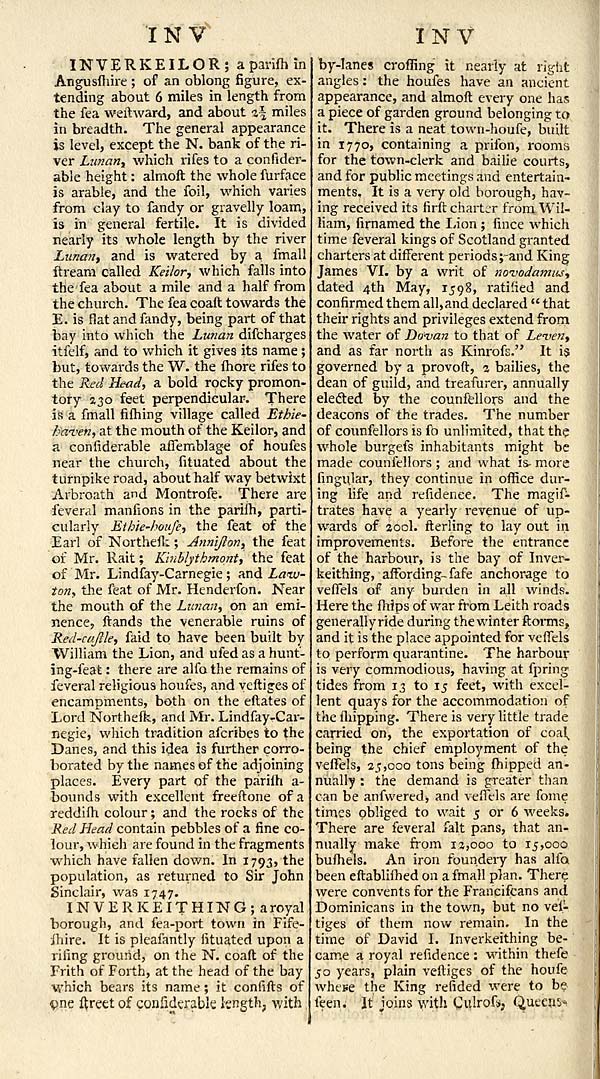 INV
INV
INVERKEILOR; a pariſh in
Angusſhire; of an oblong figure, ex-
tending about 6 miles in length from
the ſea weſtward, and about 2½ miles
in breadth. The general appearance
is level, except the N. bank of the ri-
ver Lunan, which riſes to a conſider-
able height: almoſt the whole ſurface
is arable, and the ſoil, which varies
from clay to ſandy or gravelly loam,
is in general fertile. It is divided
nearly its whole length by the river
Lunan, and is watered by a ſmall
ſtream called Keilor, which falls into
the ſea about a mile and a half from
the church. The ſea coaſt towards the
E. is flat and ſandy, being part of that
bay into which the Lunan diſcharges
itſelf, and to which it gives its name;
but, towards the W. the ſhore riſes to
the Red Head, a bold rocky promon-
tory 230 feet perpendicular. There
is a ſmall fiſhing village called Ethie-
haven, at the mouth of the Keilor, and
a conſiderable aſſemblage of houſes
near the church, ſituated about the
turnpike road, about half way betwixt
Arbroath and Montroſe. There are
ſeveral manſions in the pariſh, parti-
cularly Ethie-houſe, the ſeat of the
Earl of Northeſk; Anniſton, the ſeat
of Mr. Rait; Kinblythmont, the ſeat
of Mr. Lindſay-Carnegie; and Law-
ton, the ſeat of Mr. Henderſon. Near
the mouth of the Lunan, on an emi-
nence, ſtands the venerable ruins of
Red-caſtle, ſaid to have been built by
William the Lion, and uſed as a hunt-
ing-ſeat: there are alſo the remains of
ſeveral religious houſes, and veſtiges of
encampments, both on the eſtates of
Lord Northeſk, and Mr. Lindſay-Car-
negie, which tradition aſcribes to the
Danes, and this idea is further corro-
borated by the names of the adjoining
places. Every part of the pariſh a-
bounds with excellent freeſtone of a
reddiſh colour; and the rocks of the
Red Head contain pebbles of a fine co-
lour, which are found in the fragments
which have fallen down. In 1793, the
population, as returned to Sir John
Sinclair, was 1747.
INVERKEITHING; a royal
borough, and ſea-port town in Fife-
ſhire. It is pleaſantly ſituated upon a
riſing ground, on the N. coaſt of the
Frith of Forth, at the head of the bay
which bears its name; it conſiſts of
one ſtreet of conſiderable length, with
by-lanes croſſing it nearly at right
angles: the houſes have an ancient
appearance, and almoſt every one has
a piece of garden ground belonging to
it. There is a neat town-houſe, built
in 1770, containing a priſon, rooms
for the town-clerk and bailie courts,
and for public meetings and entertain-
ments. It is a very old borough, hav-
ing received its firſt charter from Wil-
liam, ſirnamed the Lion; ſince which
time ſeveral kings of Scotland granted
charters at different periods; and King
James VI. by a writ of novodamus,
dated 4th May, 1598, ratified and
confirmed them all, and declared “that
their rights and privileges extend from
the water of Dovan to that of Leven,
and as far north as Kinroſs.” It is
governed by a provoſt, 2 bailies, the
dean of guild, and treaſurer, annually
elected by the counſellors and the
deacons of the trades. The number
of counſellors is ſo unlimited, that the
whole burgeſs inhabitants might be
made counſellors; and what is more
ſingular, they continue in office dur-
ing life and reſidence. The magiſ-
trates have a yearly revenue of up-
wards of 200l. ſterling to lay out in
improvements. Before the entrance
of the harbour, is the bay of Inver-
keithing, affording ſafe anchorage to
veſſels of any burden in all winds.
Here the ſhips of war from Leith roads
generally ride during the winter ſtorms,
and it is the place appointed for veſſels
to perform quarantine. The harbour
is very commodious, having at ſpring
tides from 13 to 15 feet, with excel-
lent quays for the accommodation of
the ſhipping. There is very little trade
carried on, the exportation of coal
being the chief employment of the
veſſels, 25,000 tons being ſhipped an-
nually: the demand is greater than
can be anſwered, and veſſels are ſome
times obliged to wait 5 or 6 weeks.
There are ſeveral ſalt pans, that an-
nually make from 12,000 to 15,000
buſhels. An iron foundery has alſo
been eſtabliſhed on a ſmall plan. There
were convents for the Franciſcans and
Dominicans in the town, but no veſ-
tiges of them now remain. In the
time of David I. Inverkeithing be-
came a royal reſidence: within theſe
50 years, plain veſtiges of the houſe
where the King reſided were to be
ſeen. It joins with Culroſs, Queens-